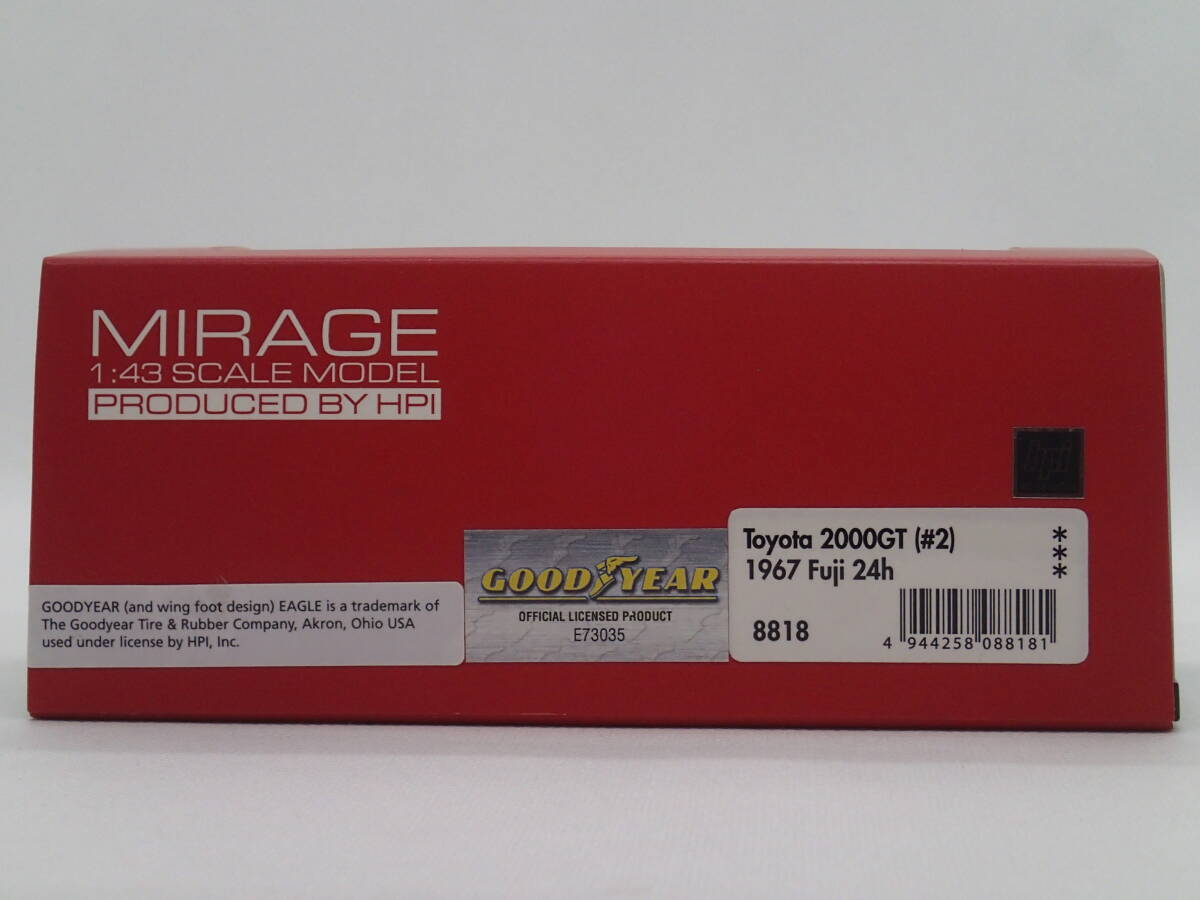 MIRAGE
1:43 SCALE MODEL
PRODUCED BY HPI
hpi
Toyota 2000GT (#2)
1967 Fuji 24h
***
8818
4 944258 088181
GOODYEAR
OFFICIAL LICENSED PRODUCT
E73035
GOODYEAR (and wing foot design) EAGLE is a trademark of
The Goodyear Tire & Rubber Company, Akron, Ohio USA
used under license by HPI, Inc.